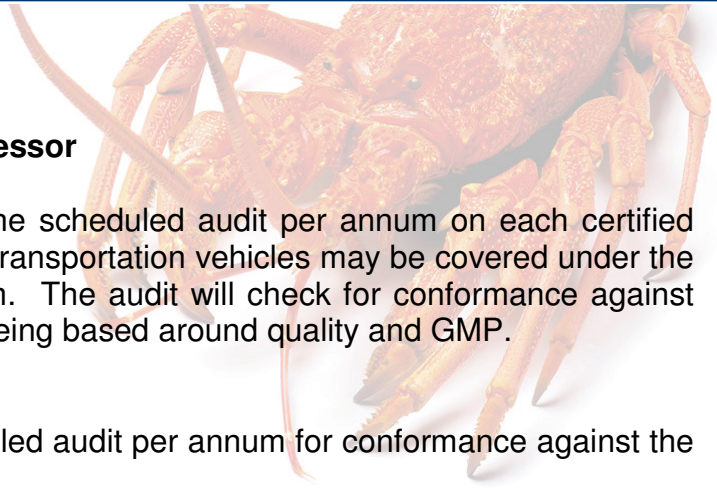 essor
ne scheduled audit per annum on each certified
ransportation vehicles may be covered under the
n. The audit will check for conformance against
eing based around quality and GMP.
led audit per annum for conformance against the